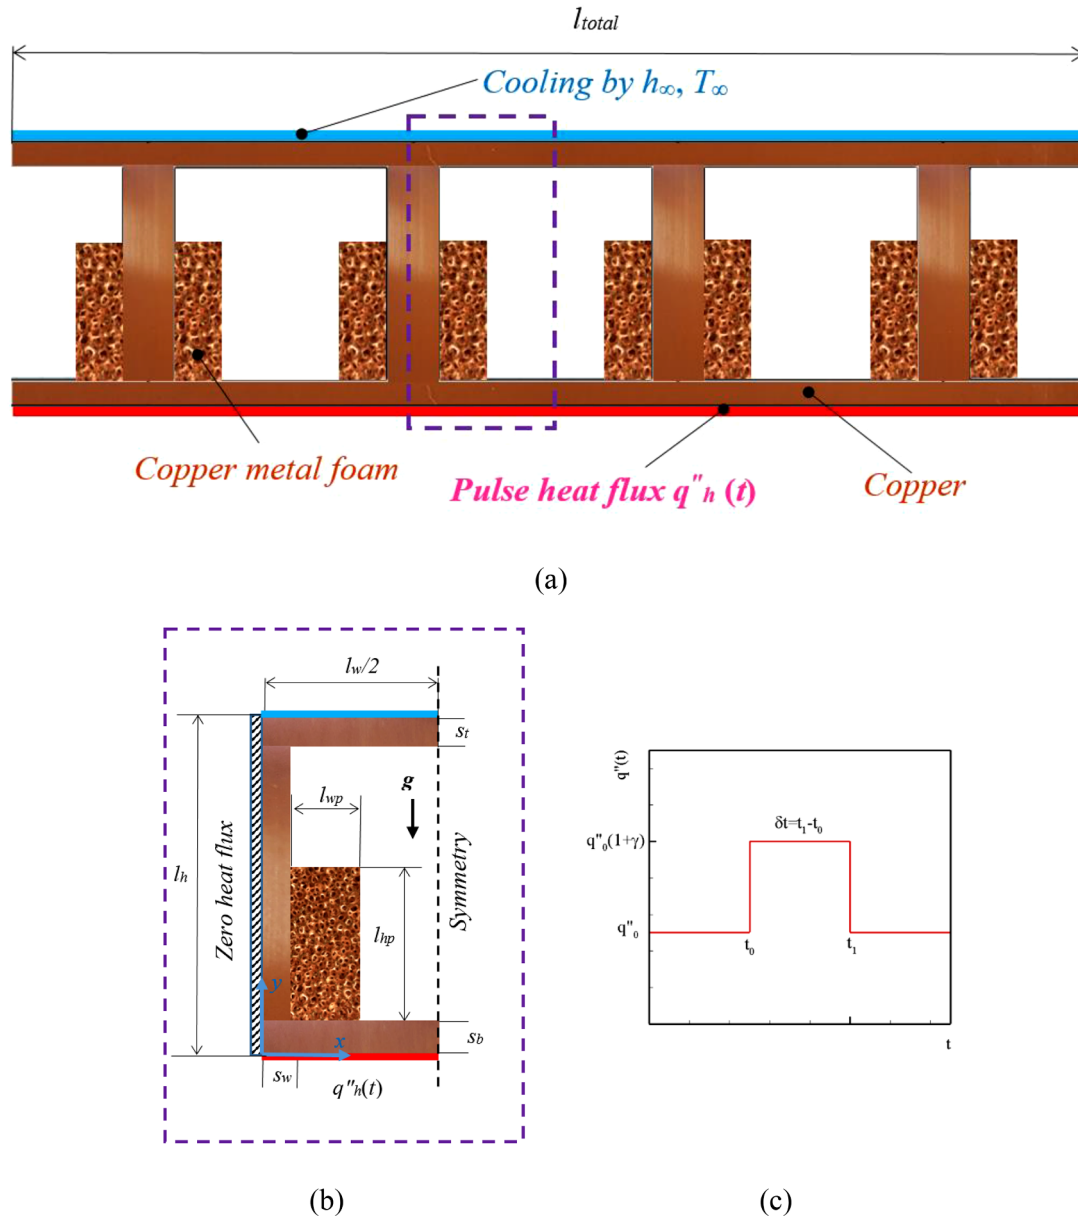 l_total
Cooling by h∞, T∞
Copper metal foam
Pulse heat flux q''h (t)
Copper
(a)
lw/2
st
g
lwp
lh
Zero heat flux
Symmetry
lhp
y
x
sb
sw
q''h(t)
q''(t)
δt=t1-t0
q''0(1+γ)
q''0
t0
t1
t
(b)
(c)